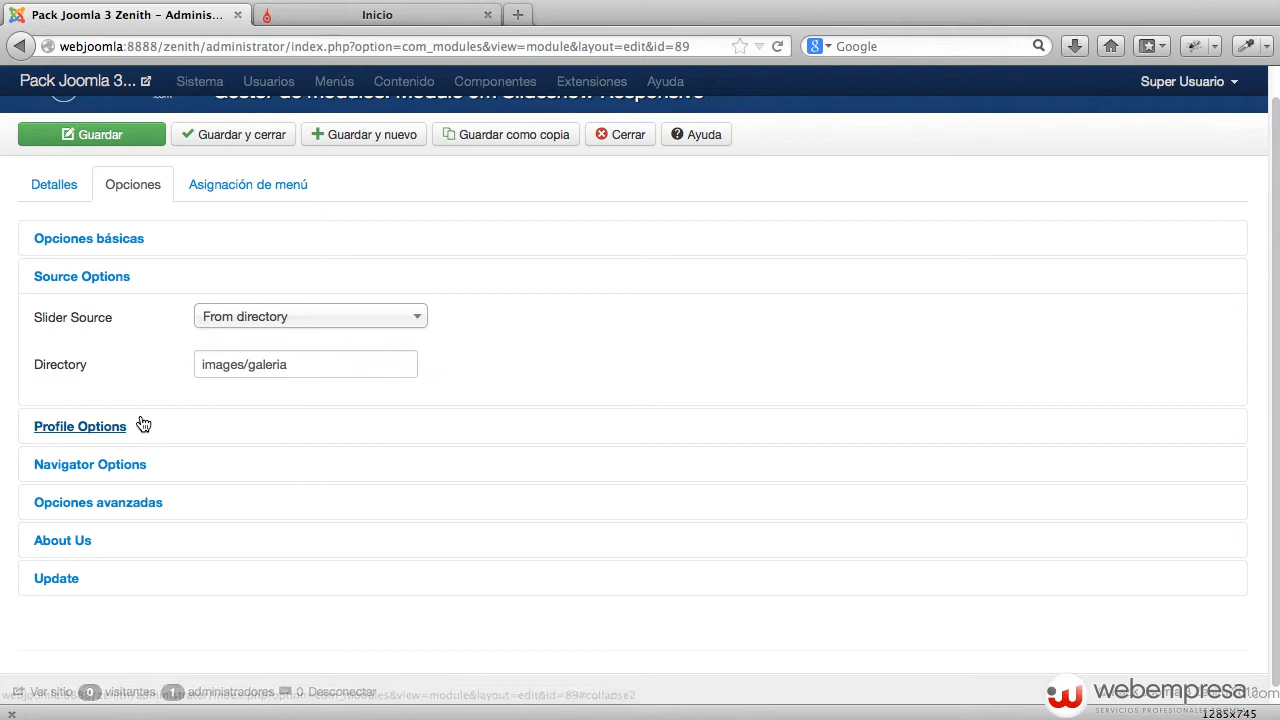 Pack Joomla 3 Zenith – Adminis...
Inicio
webjoomla:8888/zenith/administrator/index.php?option=com_modules&view=module&layout=edit&id=89
Google
Pack Joomla 3...
Sistema
Usuarios
Menús
Contenido
Componentes
Extensiones
Ayuda
Super Usuario
Guardar
Guardar y cerrar
Guardar y nuevo
Guardar como copia
Cerrar
Ayuda
Detalles
Opciones
Asignación de menú
Opciones básicas
Source Options
Slider Source
From directory
Directory
images/galeria
Profile Options
Navigator Options
Opciones avanzadas
About Us
Update
Ver sitio 0 visitantes 1 administradores 0 Desconectar
webempresa
.com
SERVICIOS PROFESIONALES
1285x745